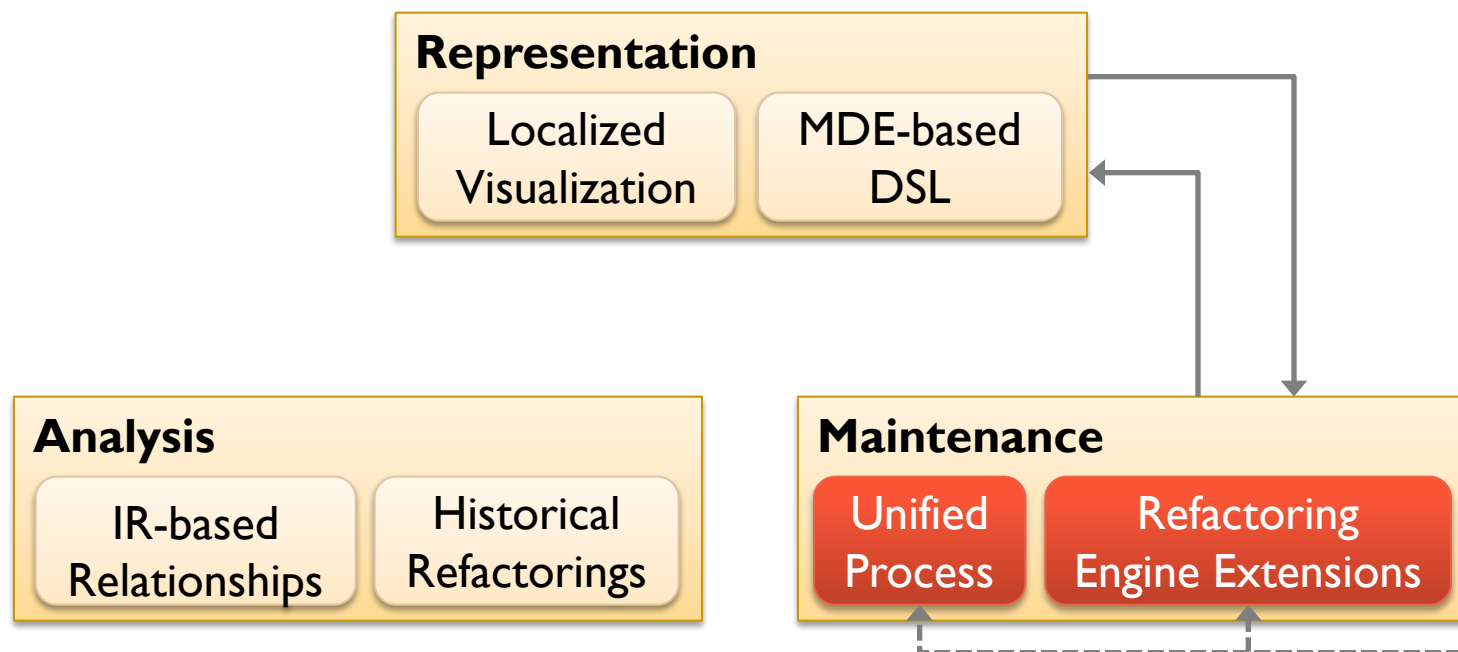 Representation
Localized
Visualization
MDE-based
DSL
Analysis
IR-based
Relationships
Historical
Refactorings
Maintenance
Unified
Process
Refactoring
Engine Extensions